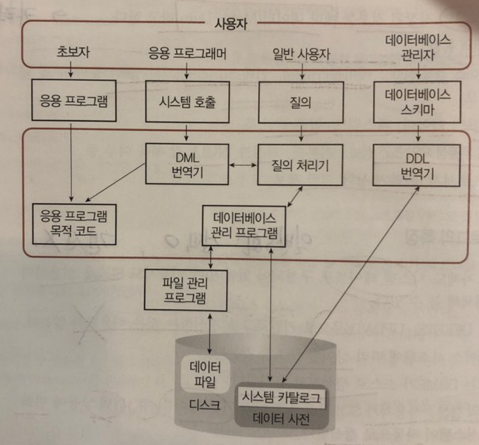 사용자
초보자
응용 프로그래머
일반 사용자
데이터베이스
관리자
응용 프로그램
시스템 호출
질의
데이터베이스
스키마
DML
번역기
질의 처리기
DDL
번역기
응용 프로그램
목적 코드
데이터베이스
관리 프로그램
파일 관리
프로그램
데이터
파일
디스크
시스템 카탈로그
데이터 사전